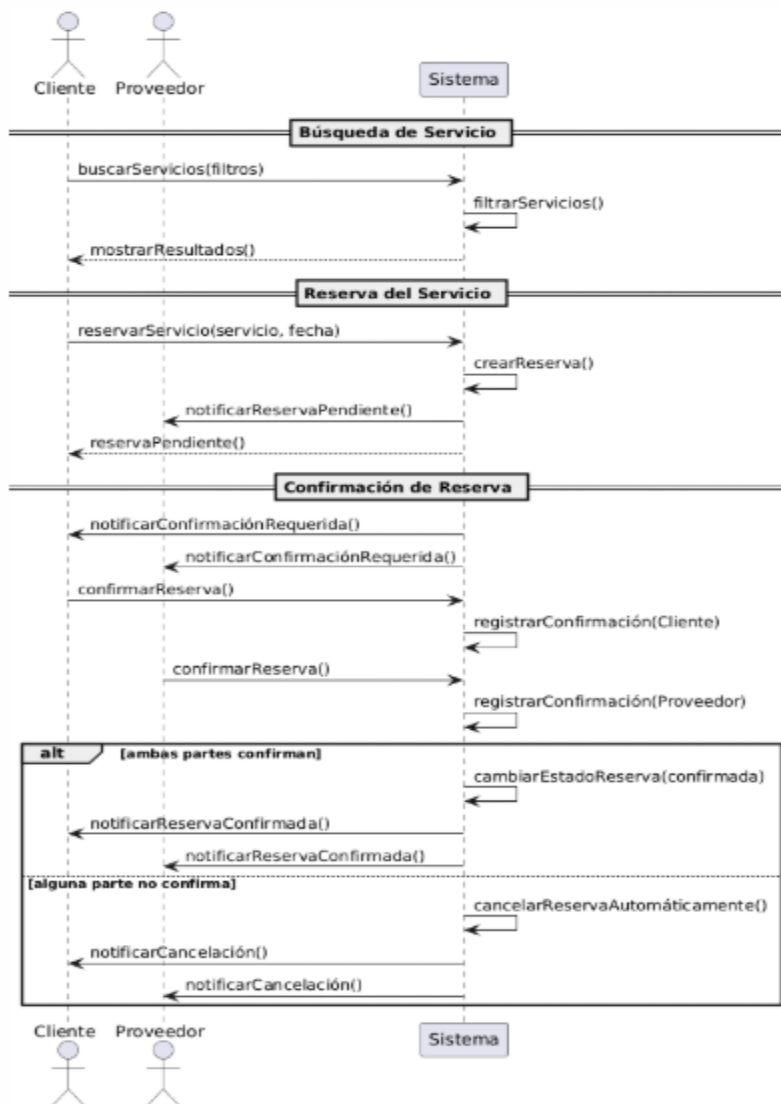 Cliente Proveedor
Sistema
Búsqueda de Servicio
buscarServicios(filtros)
filtrarServicios()
mostrarResultados()
Reserva del Servicio
reservarServicio(servicio, fecha)
crearReserva()
notificarReservaPendiente()
reservaPendiente()
Confirmación de Reserva
notificarConfirmaciónRequerida()
notificarConfirmaciónRequerida()
confirmarReserva()
registrarConfirmación(Cliente)
confirmarReserva()
registrarConfirmación(Proveedor)
alt [ambas partes confirman]
cambiarEstadoReserva(confirmada)
notificarReservaConfirmada()
notificarReservaConfirmada()
[alguna parte no confirma]
cancelarReservaAutomáticamente()
notificarCancelación()
notificarCancelación()
Cliente Proveedor
Sistema